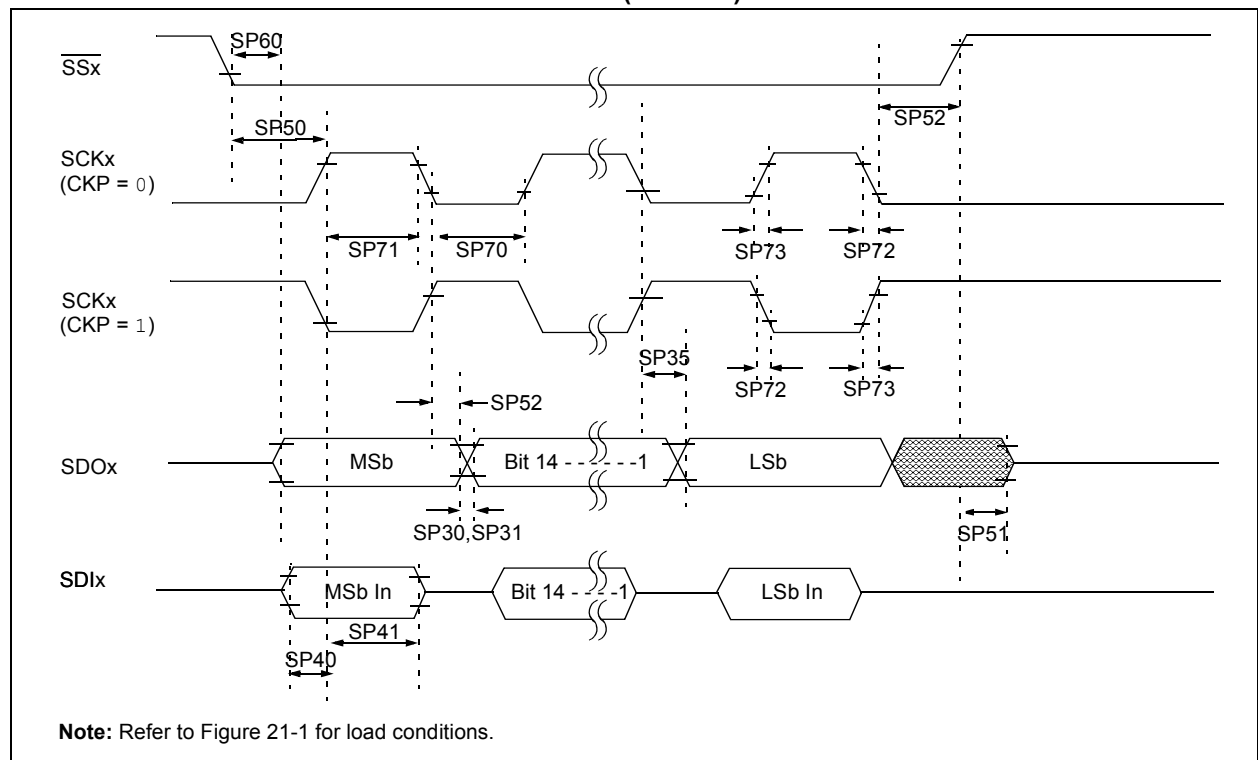 SP60
SSx
SP50
SP52
SCKx
(CKP = 0)
SP71
SP70
SP73
SP72
SCKx
(CKP = 1)
SP35
SP72
SP73
SP52
SDOx
MSb
Bit 14 - - - - - -1
LSb
SP30,SP31
SP51
SDIx
MSb In
Bit 14 - - - -1
LSb In
SP41
SP40
Note: Refer to Figure 21-1 for load conditions.